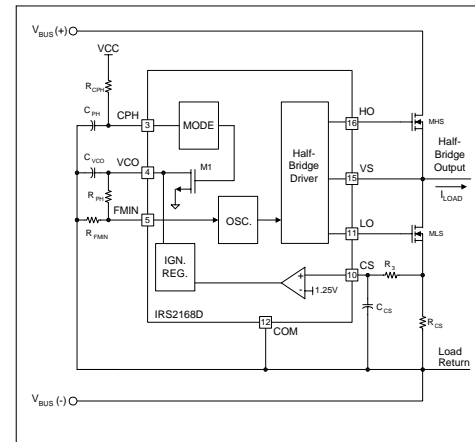 V_BUS (+)
VCC
R_CPH
C_PH
CPH
3
MODE
HO
16
MHS
C_VCO
VCO
4
M1
Half-
Bridge
Driver
VS
15
Half-
Bridge
Output
I_LOAD
R_PH
FMIN
5
OSC.
LO
11
MLS
R_FMIN
IGN.
REG.
+
-
1.25V
CS
10
R_3
C_CS
R_CS
IRS2168D
12
COM
Load
Return
V_BUS (-)